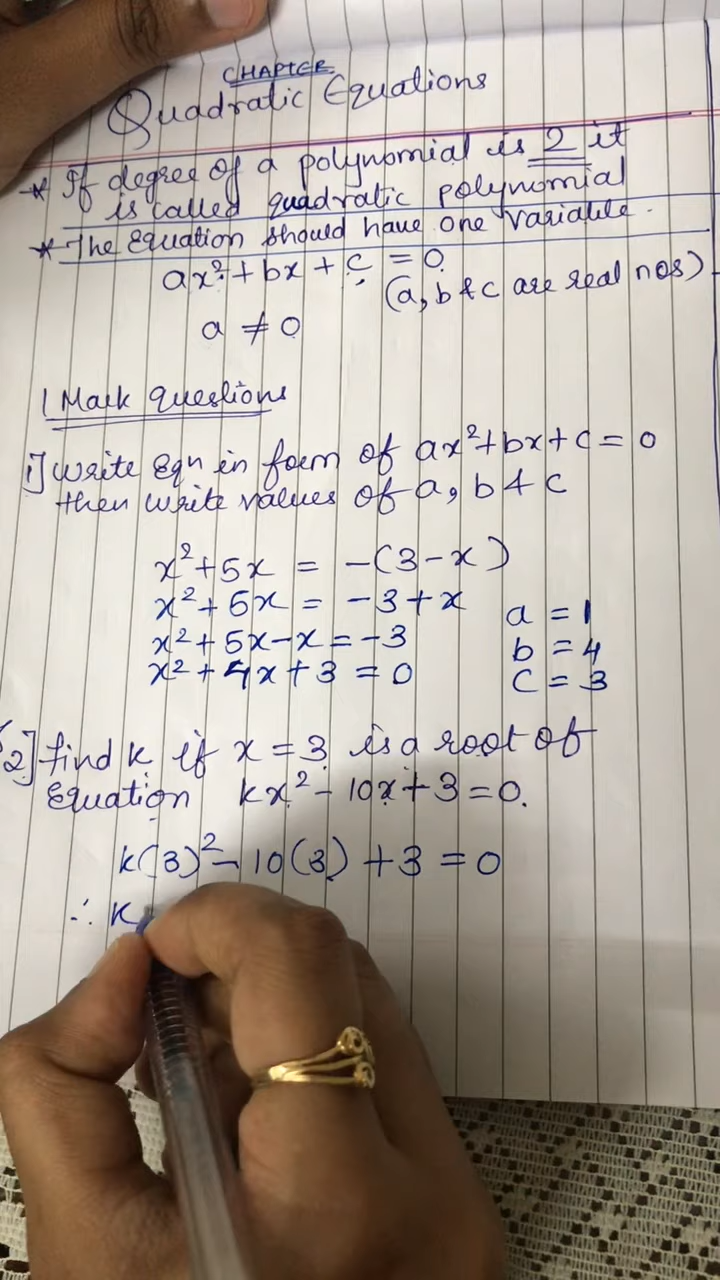 CHAPTER
Quadratic Equations
* If degree of a polynomial is 2 it
is called quadratic polynomial
* The Equation should have one variable.
ax²+bx+c = 0
(a, b & c are real nos)
a ≠ 0
1 Mark questions
1] Write Eqn in form of ax²+bx+c=0
then write values of a, b & c
x²+5x = -(3-x)
x²+5x = -3+x
x²+5x-x=-3
x²+4x+3=0
a = 1
b = 4
c = 3
2] find k if x=3 is a root of
Equation kx²-10x+3=0.
k(3)²-10(3)+3=0
∴ k